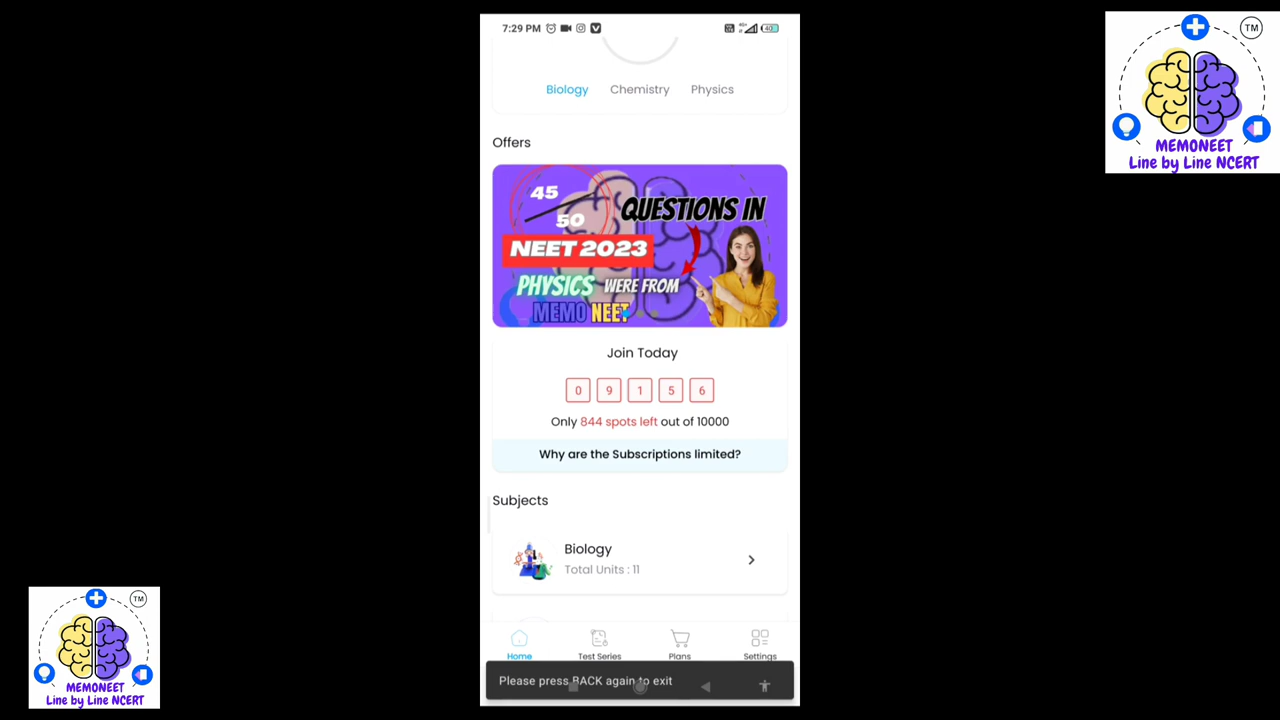 7:29 PM
40
TM
MEMONEET
Line by Line NCERT
Biology Chemistry Physics
Offers
45
50
QUESTIONS IN
NEET 2023
PHYSICS WERE FROM
MEMO NEET
Join Today
0 9 1 5 6
Only 844 spots left out of 10000
Why are the Subscriptions limited?
Subjects
Biology
Total Units : 11
Home Test Series Plans Settings
Please press BACK again to exit
TM
MEMONEET
Line by Line NCERT